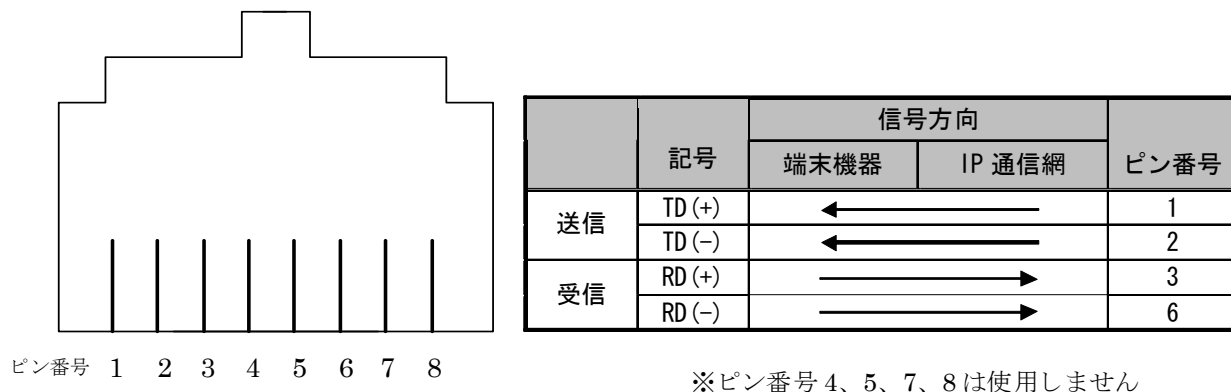 ピン番号 1 2 3 4 5 6 7 8
信号方向
記号 端末機器 IP 通信網 ピン番号
送信 TD(+) 1
TD(−) 2
受信 RD(+) 3
RD(−) 6
※ピン番号 4、5、7、8 は使用しません